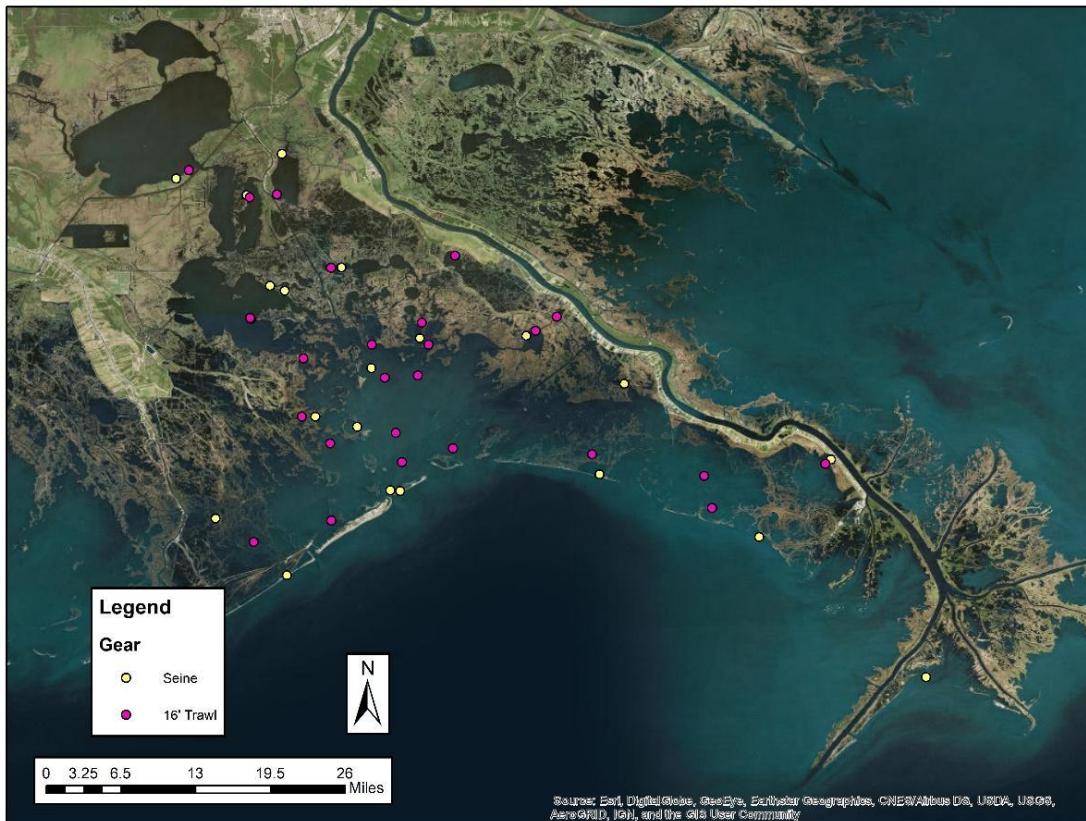 Legend
Gear
Seine
16' Trawl
N
0 3.25 6.5 13 19.5 26
Miles
Source: Esri, DigitalGlobe, GeoEye, Earthstar Geographics, CNES/Airbus DS, USDA, USGS,
AeroGRID, IGN, and the GIS User Community